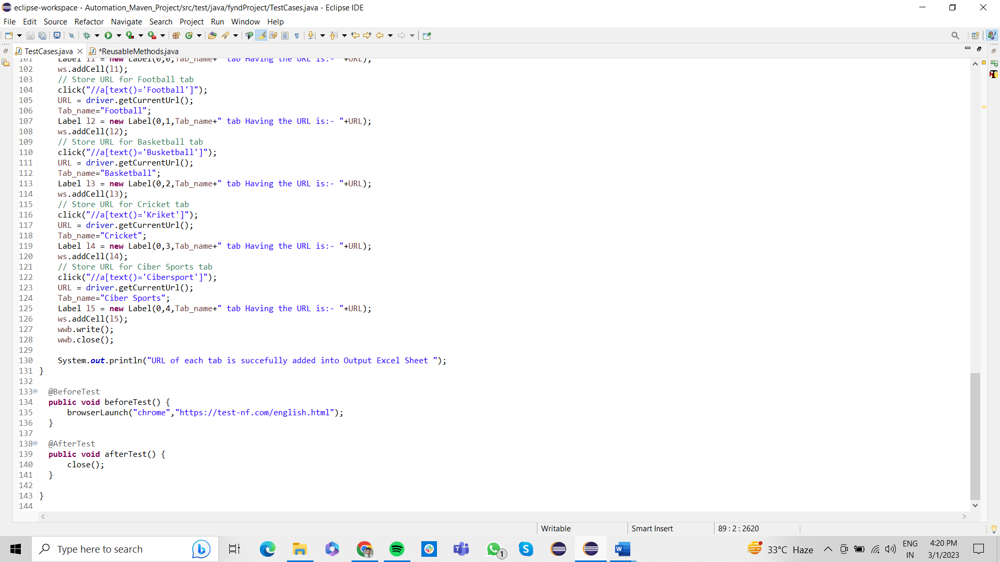 eclipse-workspace - Automation_Maven_Project/src/test/java/fyndProject/TestCases.java - Eclipse IDE
File Edit Source Refactor Navigate Search Project Run Window Help
TestCases.java *ReusableMethods.java
101 Label l1 = new Label(0,0,Tab_name+" tab Having the URL is:- "+URL);
102 ws.addCell(l1);
103 // Store URL for Football tab
104 click("//a[text()='Football']");
105 URL = driver.getCurrentUrl();
106 Tab_name="Football";
107 Label l2 = new Label(0,1,Tab_name+" tab Having the URL is:- "+URL);
108 ws.addCell(l2);
109 // Store URL for Basketball tab
110 click("//a[text()='Busketball']");
111 URL = driver.getCurrentUrl();
112 Tab_name="Basketball";
113 Label l3 = new Label(0,2,Tab_name+" tab Having the URL is:- "+URL);
114 ws.addCell(l3);
115 // Store URL for Cricket tab
116 click("//a[text()='Kriket']");
117 URL = driver.getCurrentUrl();
118 Tab_name="Cricket";
119 Label l4 = new Label(0,3,Tab_name+" tab Having the URL is:- "+URL);
120 ws.addCell(l4);
121 // Store URL for Ciber Sports tab
122 click("//a[text()='Cibersport']");
123 URL = driver.getCurrentUrl();
124 Tab_name="Ciber Sports";
125 Label l5 = new Label(0,4,Tab_name+" tab Having the URL is:- "+URL);
126 ws.addCell(l5);
127 wwb.write();
128 wwb.close();
129
130 System.out.println("URL of each tab is succefully added into Output Excel Sheet ");
131 }
132
133 @BeforeTest
134 public void beforeTest() {
135 browserLaunch("chrome","https://test-nf.com/english.html");
136 }
137
138 @AfterTest
139 public void afterTest() {
140 close();
141 }
142
143 }
144
Writable Smart Insert 89 : 2 : 2620
Type here to search
1
33°C Haze
ENG
IN
4:20 PM
3/1/2023